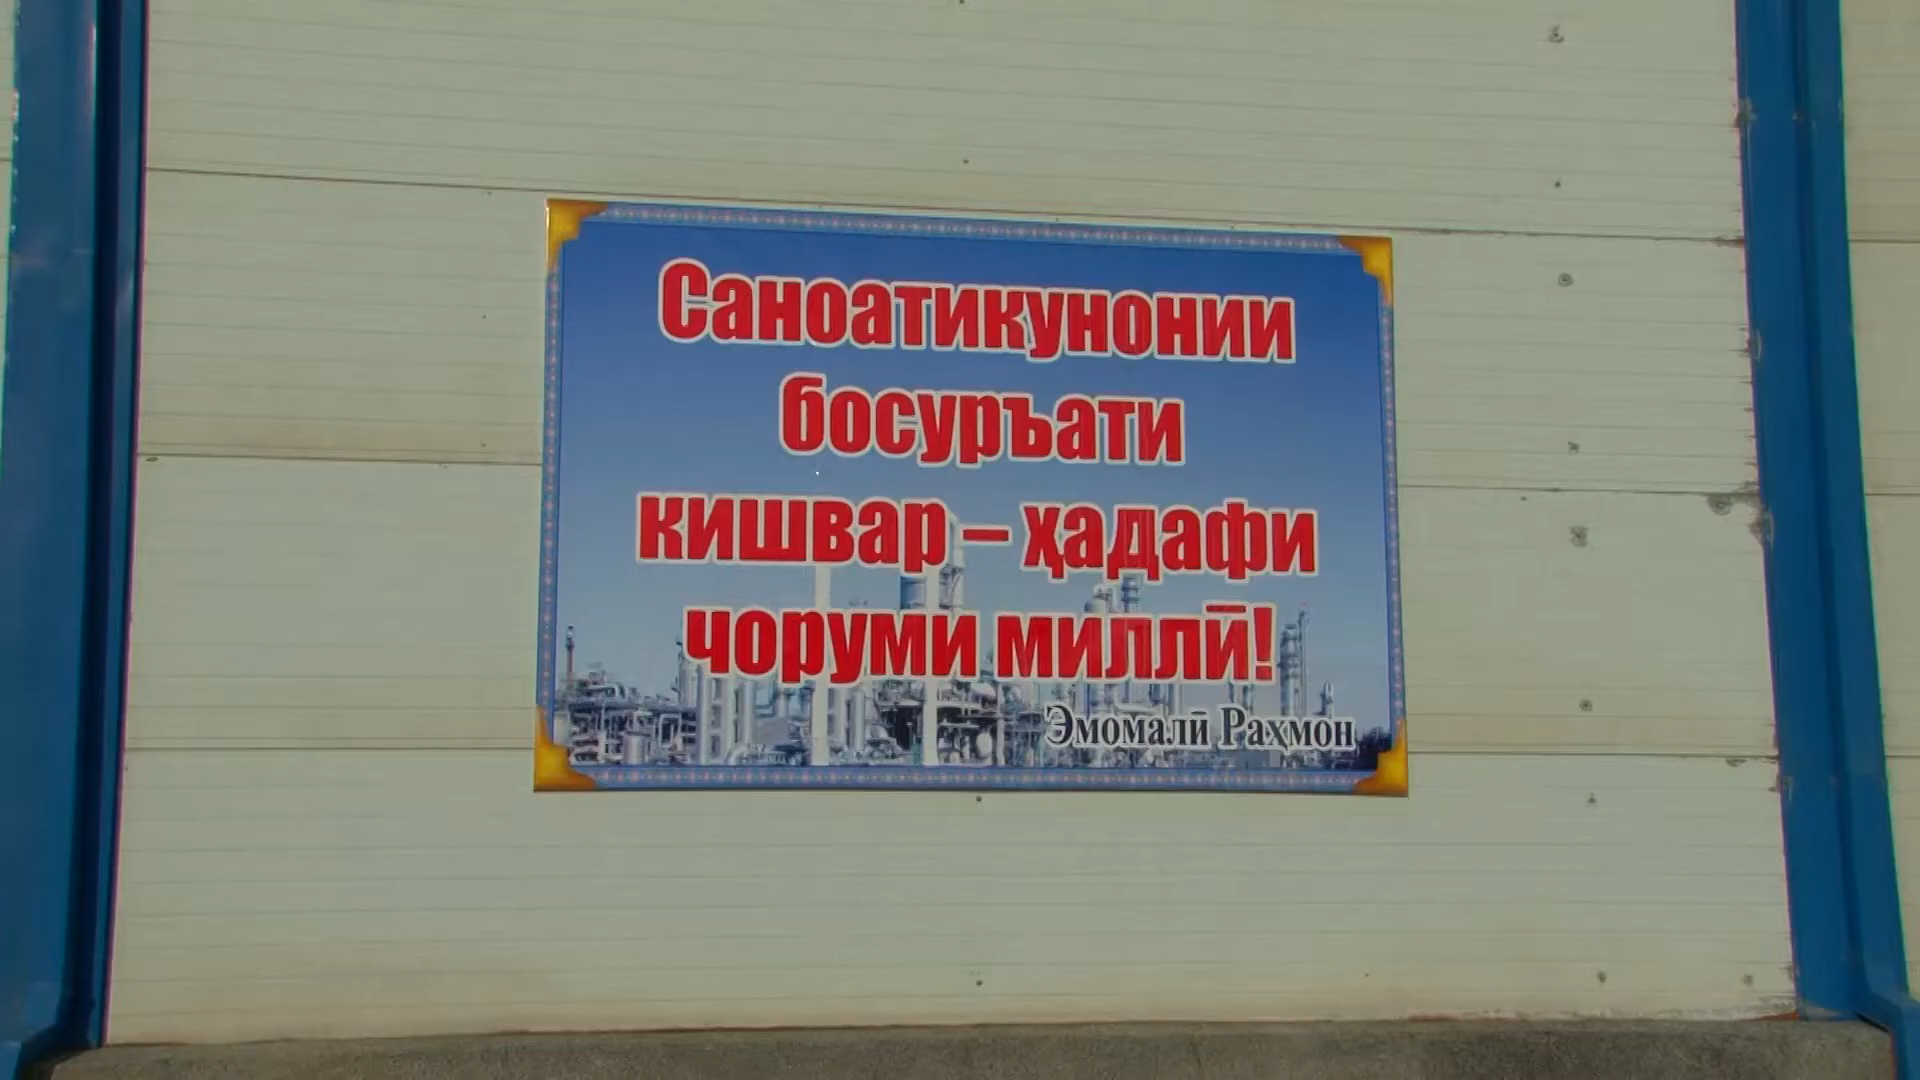 Саноатикунонии
босуръати
кишвар – ҳадафи
чоруми миллӣ!
Эмомалӣ Раҳмон